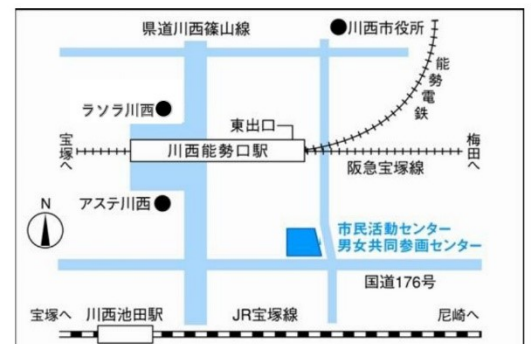 県道川西篠山線
川西市役所
能勢電鉄
ラソラ川西
東出口
宝塚へ
川西能勢口駅
梅田へ
阪急宝塚線
アステ川西
N
市民活動センター
男女共同参画センター
国道176号
宝塚へ
川西池田駅
JR宝塚線
尼崎へ